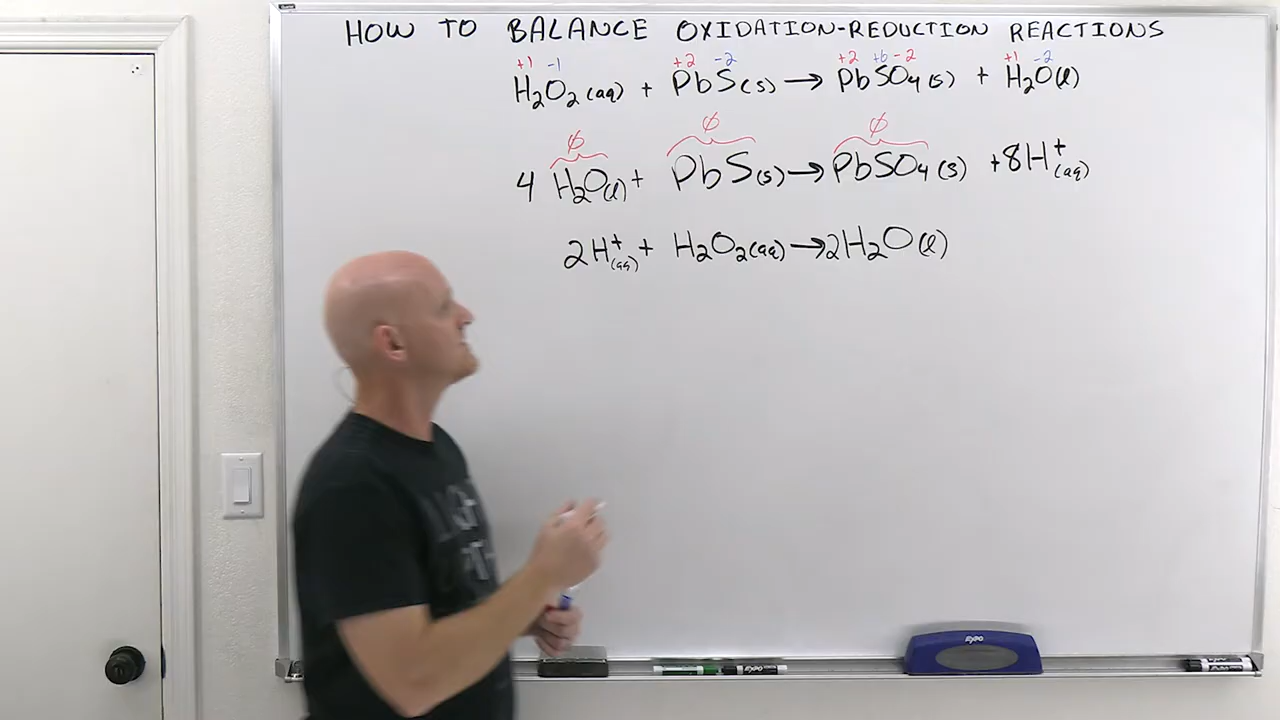 HOW TO BALANCE OXIDATION-REDUCTION REACTIONS
+1 -1 +2 -2 +2 +6 -2 +1 -2
H₂O₂(aq) + PbS(s) → PbSO₄(s) + H₂O(l)
∅ ∅ ∅
4 H₂O(l) + PbS(s) → PbSO₄(s) + 8H⁺(aq)
2H⁺(aq) + H₂O₂(aq) → 2H₂O(l)
EXPO